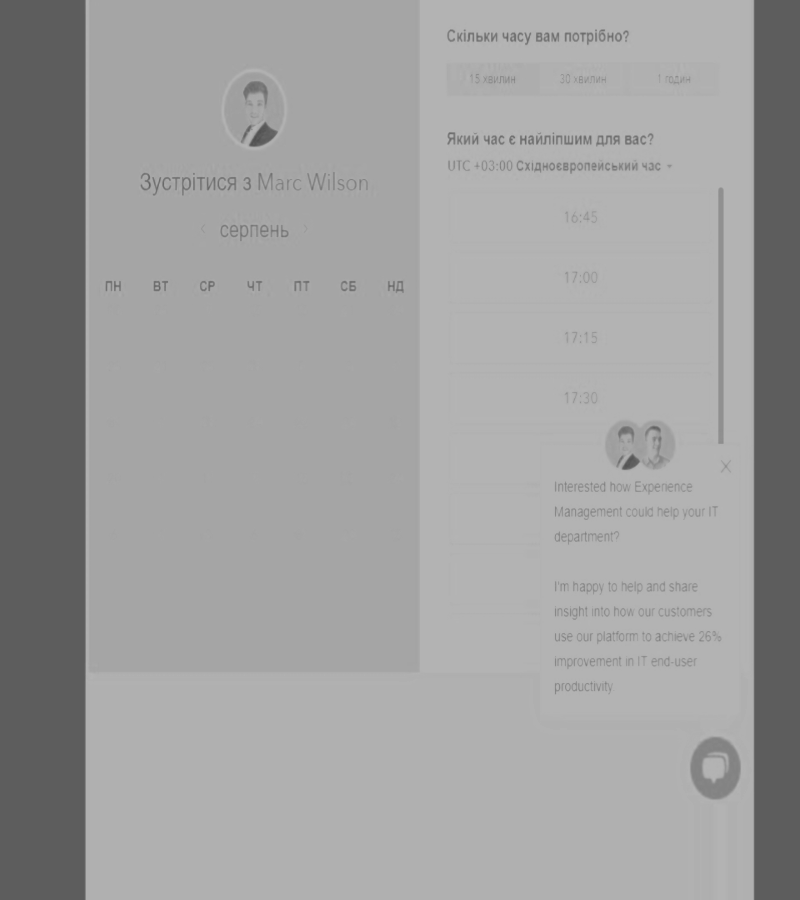 Зустрітися з Marc Wilson
серпень
ПН ВТ СР ЧТ ПТ СБ НД
Скільки часу вам потрібно?
15 хвилин 30 хвилин 1 годин
Який час є найліпшим для вас?
UTC +03:00 Східноєвропейський час
16:45
17:00
17:15
17:30
Interested how Experience
Management could help your IT
department?
I'm happy to help and share
insight into how our customers
use our platform to achieve 26%
improvement in IT end-user
productivity